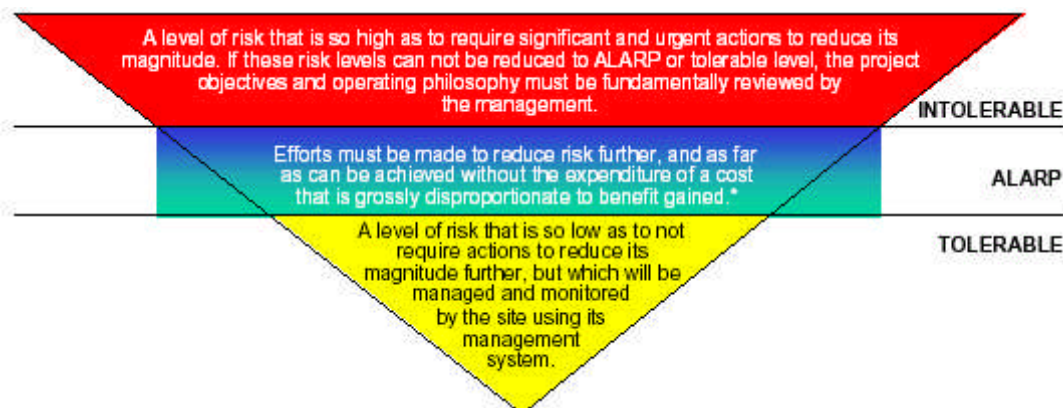 A level of risk that is so high as to require significant and urgent actions to reduce its
magnitude. If these risk levels can not be reduced to ALARP or tolerable level, the project
objectives and operating philosophy must be fundamentally reviewed by
the management.
INTOLERABLE
Efforts must be made to reduce risk further, and as far
as can be achieved without the expenditure of a cost
that is grossly disproportionate to benefit gained.*
ALARP
A level of risk that is so low as to not
require actions to reduce its
magnitude further, but which will be
managed and monitored
by the site using its
management
system.
TOLERABLE